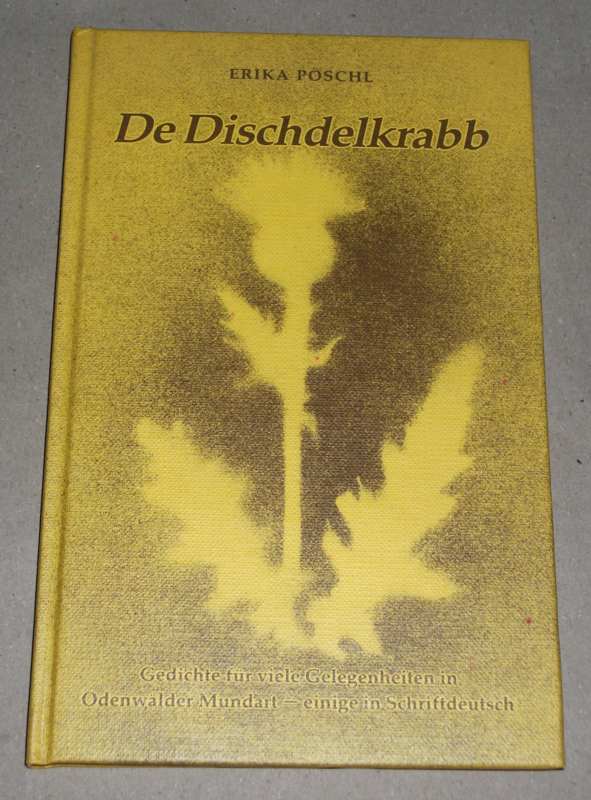 ERIKA PÖSCHL
De Dischdelkrabb
Gedichte für viele Gelegenheiten in
Odenwälder Mundart — einige in Schriftdeutsch